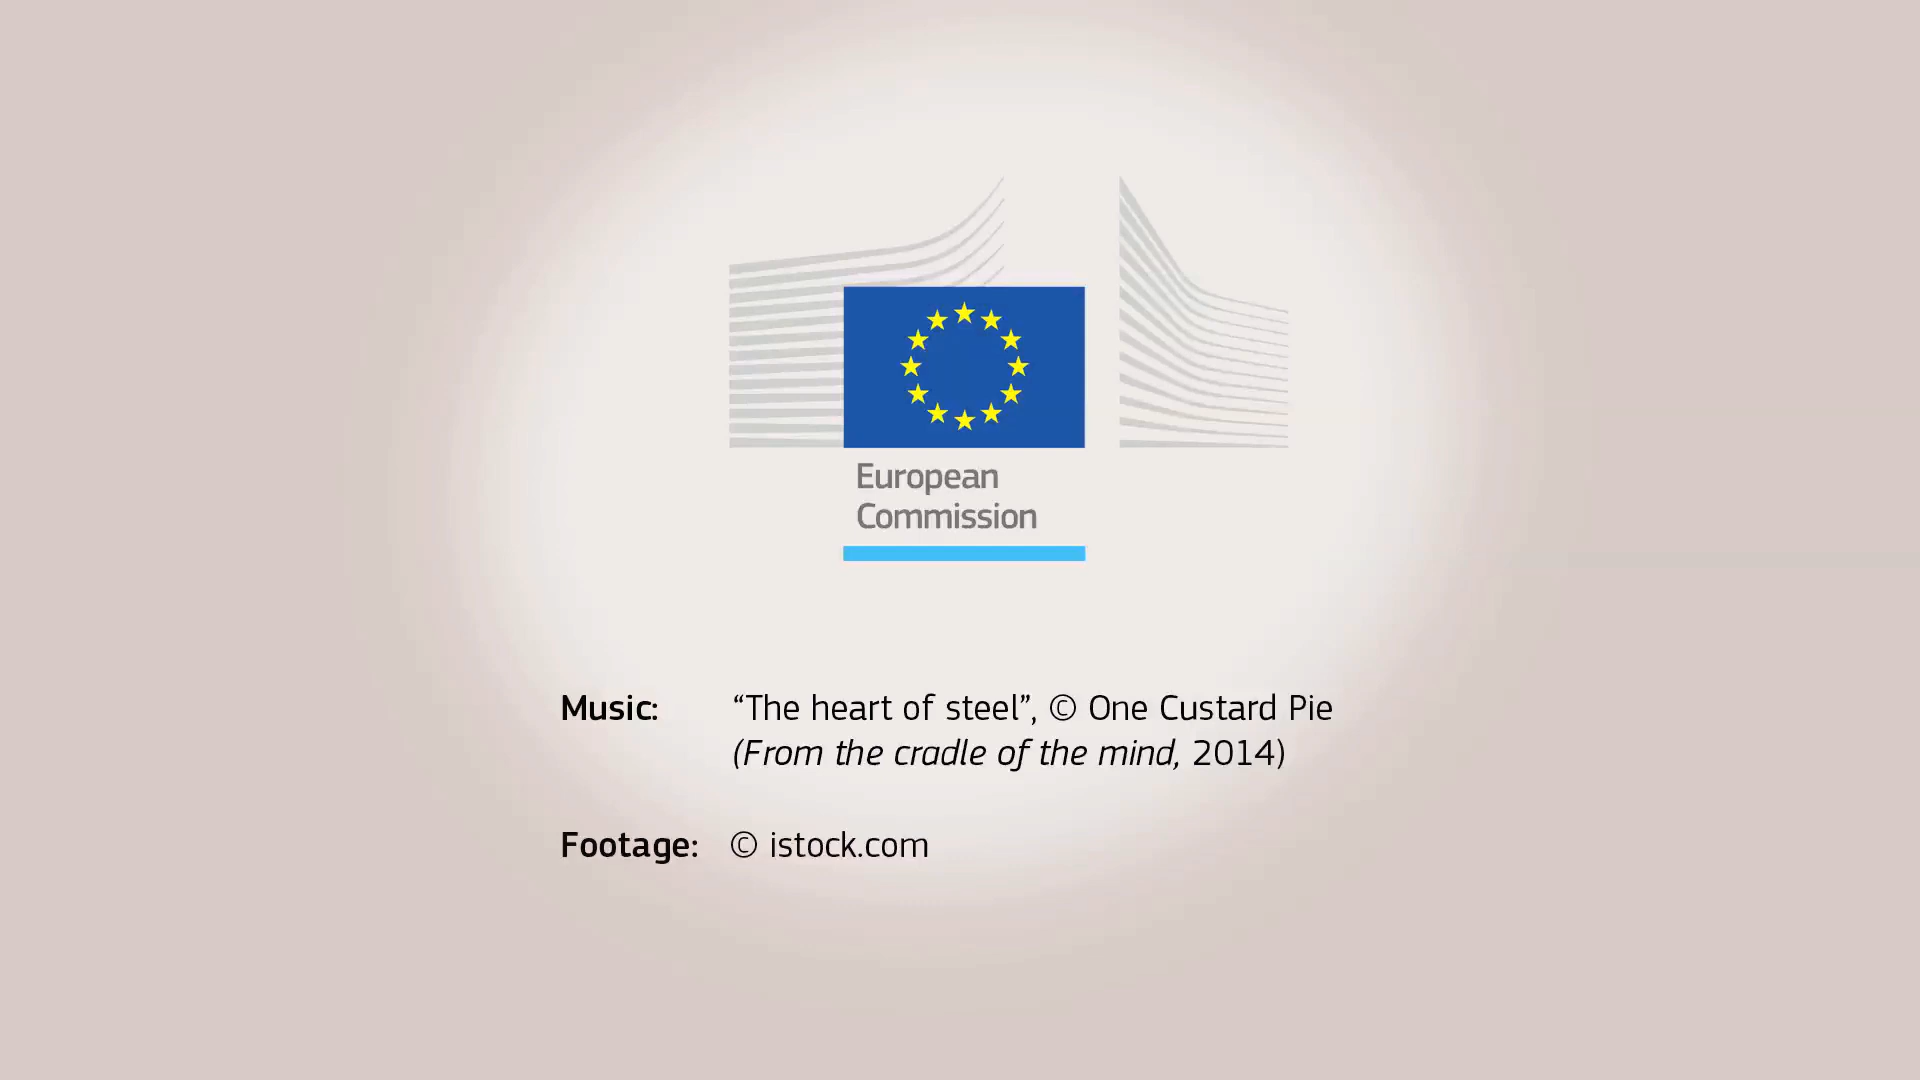 European
Commission
Music: “The heart of steel”, © One Custard Pie
(From the cradle of the mind, 2014)
Footage: © istock.com